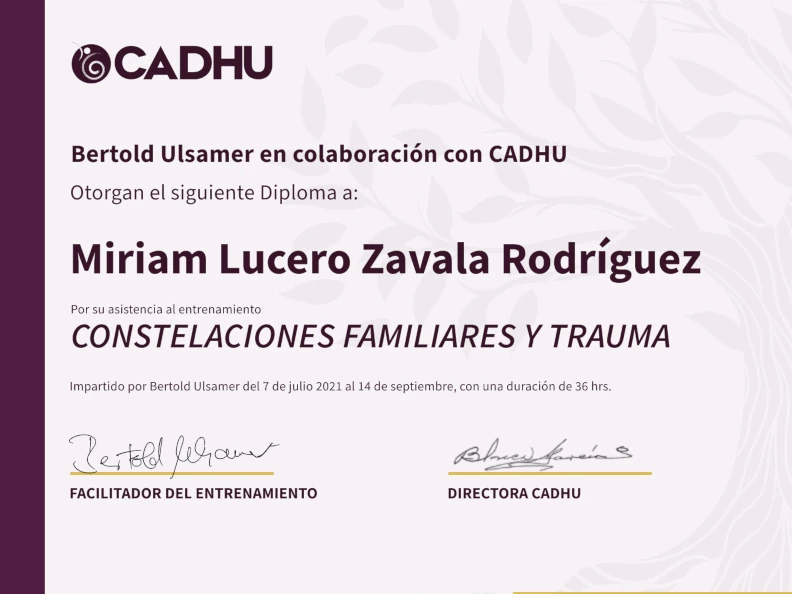 CADHU
Bertold Ulsamer en colaboración con CADHU
Otorgan el siguiente Diploma a:
Miriam Lucero Zavala Rodríguez
Por su asistencia al entrenamiento
CONSTELACIONES FAMILIARES Y TRAUMA
Impartido por Bertold Ulsamer del 7 de julio 2021 al 14 de septiembre, con una duración de 36 hrs.
Bertold Ulsamer
FACILITADOR DEL ENTRENAMIENTO
DIRECTORA CADHU